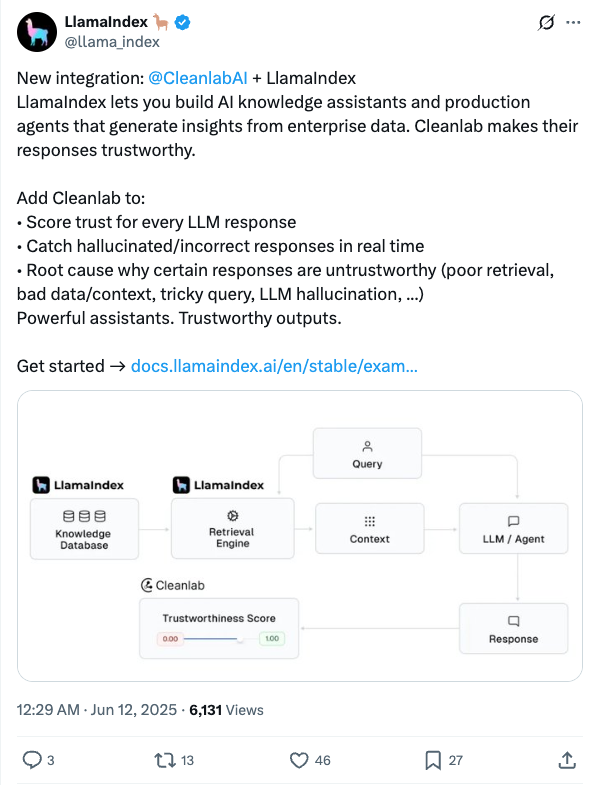 LlamaIndex 🦙
@llama_index
New integration: @CleanlabAI + LlamaIndex
LlamaIndex lets you build AI knowledge assistants and production
agents that generate insights from enterprise data. Cleanlab makes their
responses trustworthy.
Add Cleanlab to:
• Score trust for every LLM response
• Catch hallucinated/incorrect responses in real time
• Root cause why certain responses are untrustworthy (poor retrieval,
bad data/context, tricky query, LLM hallucination, ...)
Powerful assistants. Trustworthy outputs.
Get started → docs.llamaindex.ai/en/stable/exam...
Query
LlamaIndex
LlamaIndex
Knowledge
Database
Retrieval
Engine
Context
LLM / Agent
Cleanlab
Trustworthiness Score
0.00
1.00
Response
12:29 AM · Jun 12, 2025 · 6,131 Views
3
13
46
27